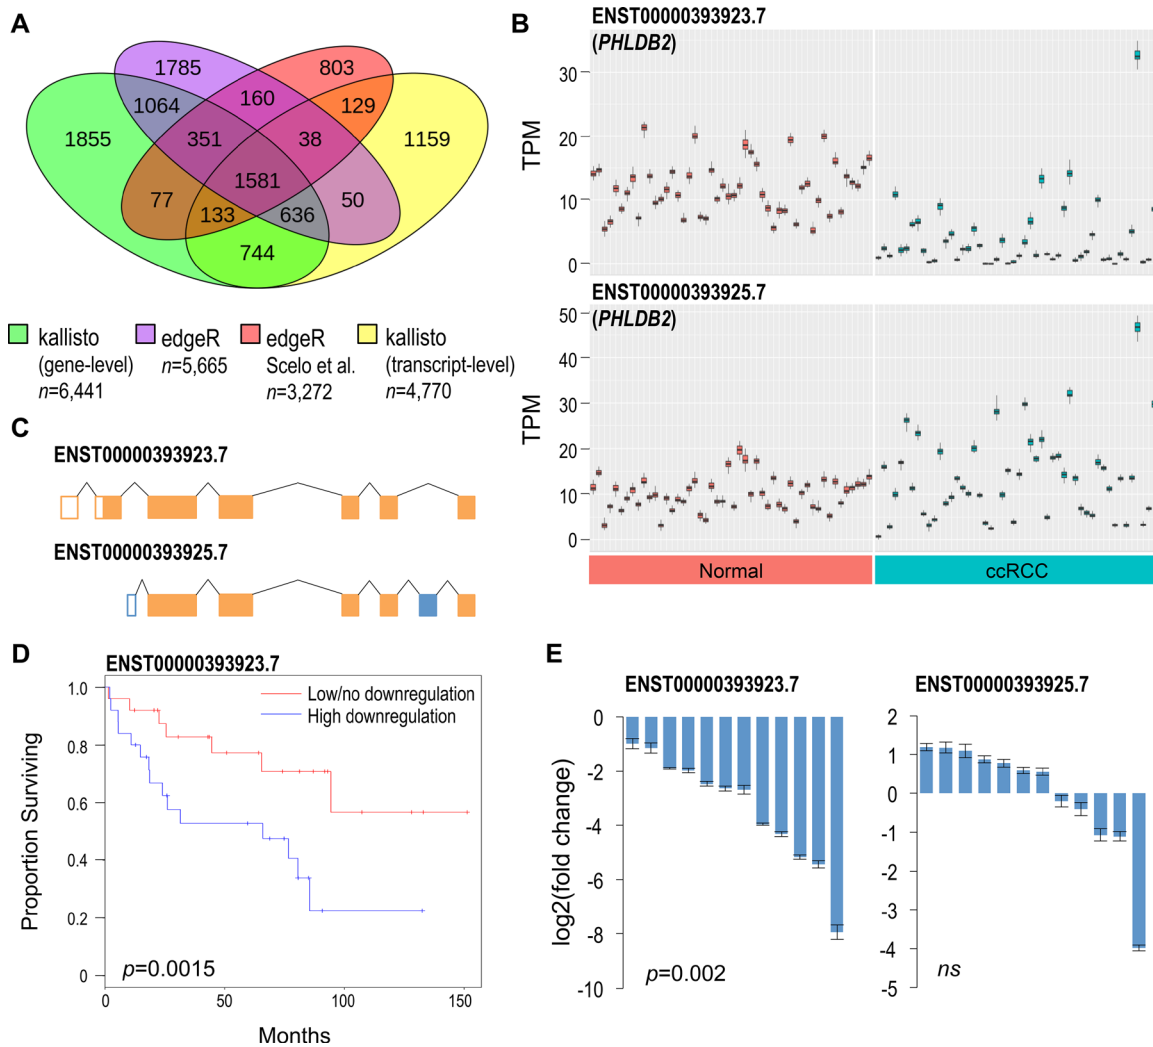 A
1785
803
1064
160
129
1855
351
38
1159
1581
77
50
133
636
744
kallisto
(gene-level)
n=6,441
edgeR
n=5,665
edgeR
Scelo et al.
n=3,272
kallisto
(transcript-level)
n=4,770
B
ENST00000393923.7
(PHLDB2)
TPM
30
20
10
0
ENST00000393925.7
(PHLDB2)
TPM
50
40
30
20
10
0
Normal
ccRCC
C
ENST00000393923.7
ENST00000393925.7
D
ENST00000393923.7
Low/no downregulation
High downregulation
Proportion Surviving
1.0
0.8
0.6
0.4
0.2
0
p=0.0015
0
50
100
150
Months
E
ENST00000393923.7
log2(fold change)
0
-2
-4
-6
-8
-10
p=0.002
ENST00000393925.7
2
1
0
-1
-2
-3
-4
-5
ns